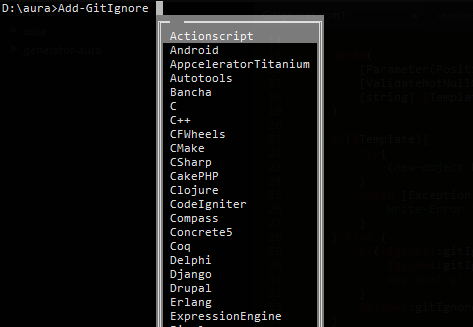 D:\aura>Add-GitIgnore
Actionscript
Android
AppceleratorTitanium
Autotools
Bancha
C
C++
CFWheels
CMake
CSharp
CakePHP
Clojure
CodeIgniter
Compass
Concrete5
Coq
Delphi
Django
Drupal
Erlang
ExpressionEngine